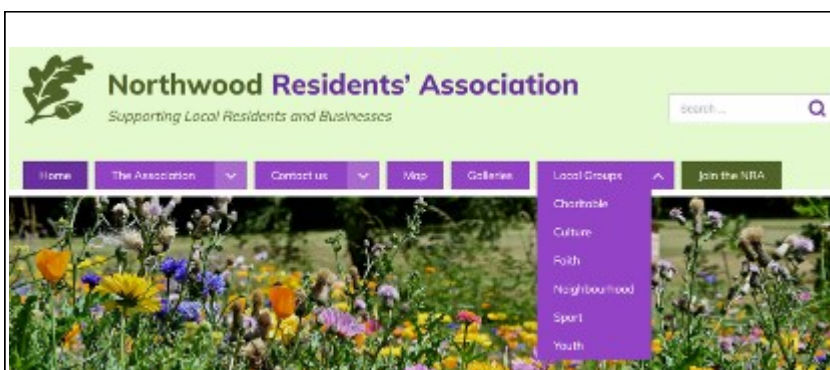 Northwood Residents' Association
Supporting Local Residents and Businesses
Search ...
Home The Association Contact us Map Galleries Local Groups Join the NRA
Charitable
Culture
Faith
Neighbourhood
Sport
Youth